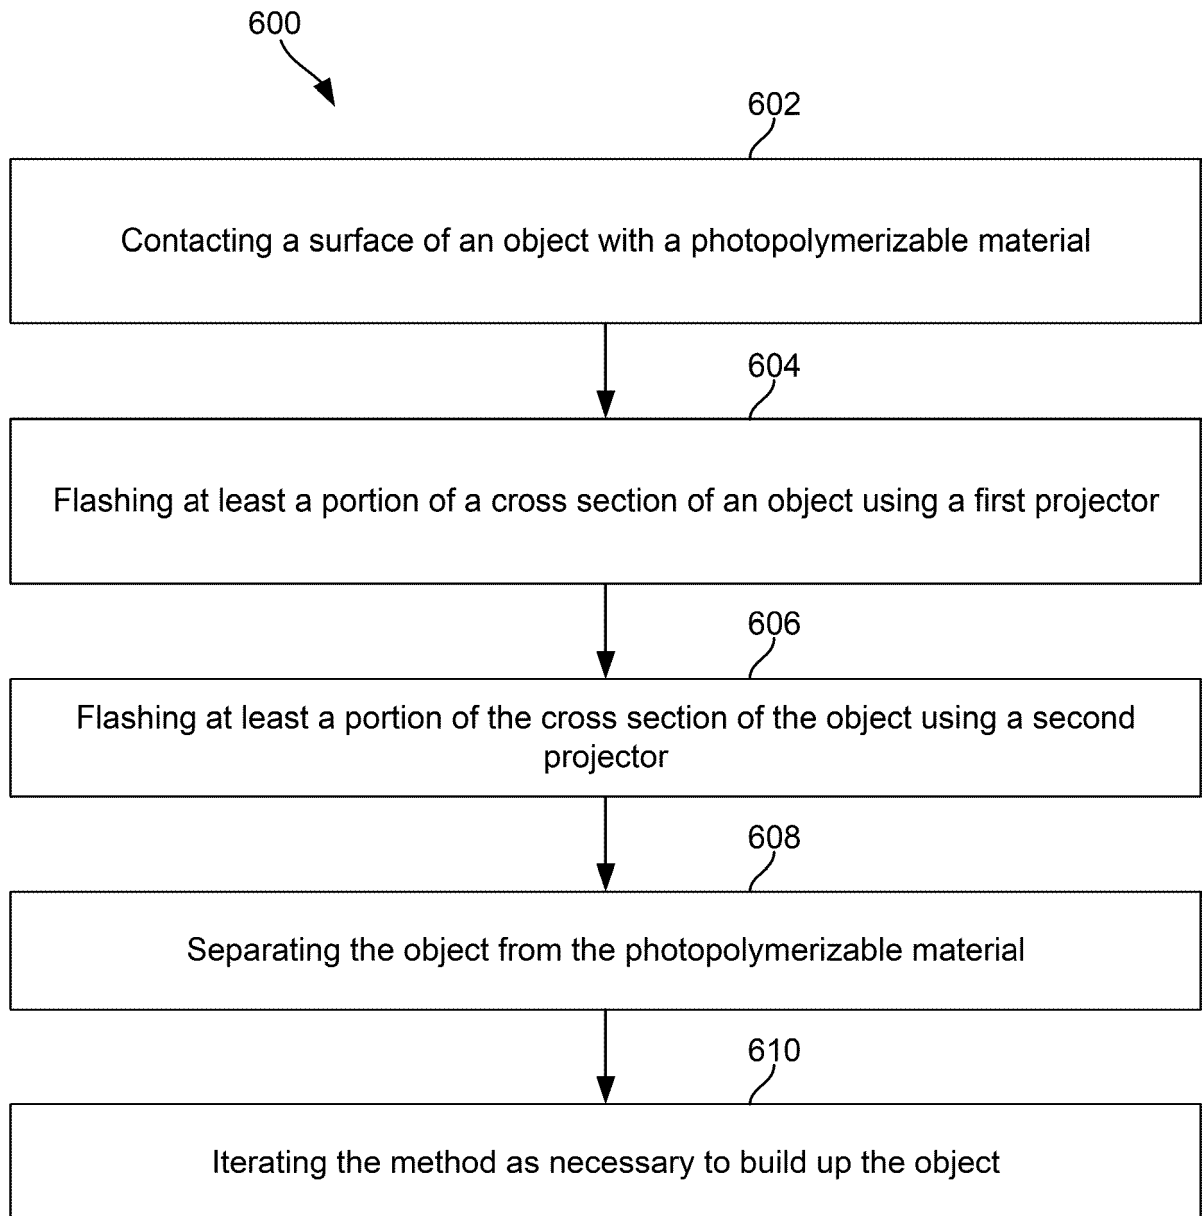 600
602
Contacting a surface of an object with a photopolymerizable material
604
Flashing at least a portion of a cross section of an object using a first projector
606
Flashing at least a portion of the cross section of the object using a second
projector
608
Separating the object from the photopolymerizable material
610
Iterating the method as necessary to build up the object